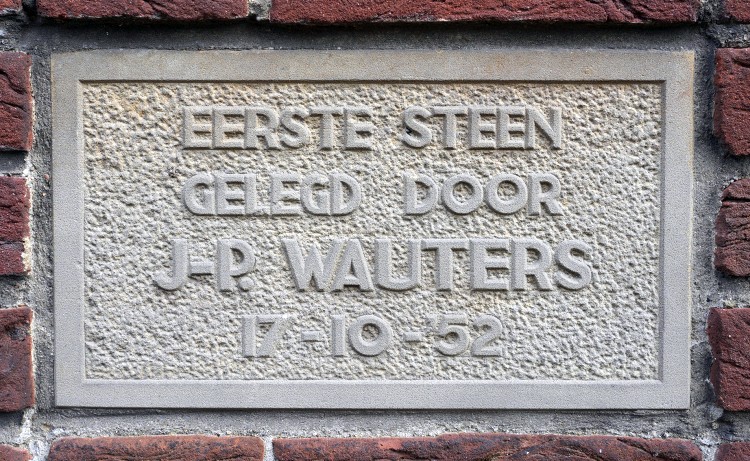 EERSTE STEEN
GELEGD DOOR
J-P. WAUTERS
17-10-'52